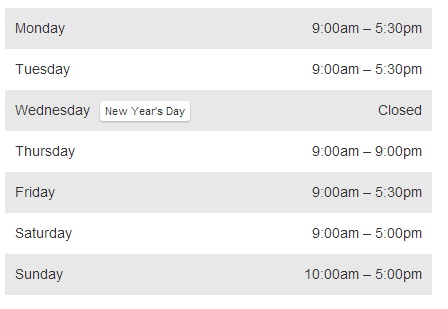 Monday 9:00am – 5:30pm
Tuesday 9:00am – 5:30pm
Wednesday New Year's Day Closed
Thursday 9:00am – 9:00pm
Friday 9:00am – 5:30pm
Saturday 9:00am – 5:00pm
Sunday 10:00am – 5:00pm